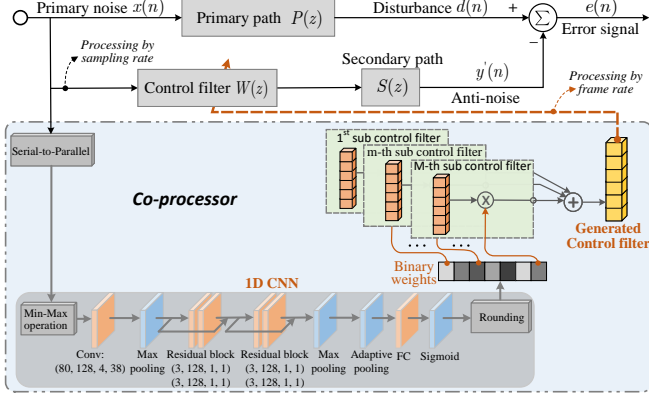 Primary noise x(n)
Primary path P(z)
Disturbance d(n)
+
Σ
e(n)
Error signal
−
Processing by
sampling rate
Control filter W(z)
Secondary path
S(z)
y'(n)
Anti-noise
Processing by
frame rate
Serial-to-Parallel
Co-processor
1st sub control filter
m-th sub control filter
M-th sub control filter
X
+
Generated
Control filter
Binary
weights
. . .
. . .
1D CNN
Min-Max
operation
Conv:
(80, 128, 4, 38)
Max
pooling
Residual block
(3, 128, 1, 1)
(3, 128, 1, 1)
Residual block
(3, 128, 1, 1)
(3, 128, 1, 1)
Max
pooling
Adaptive
pooling
FC
Sigmoid
Rounding